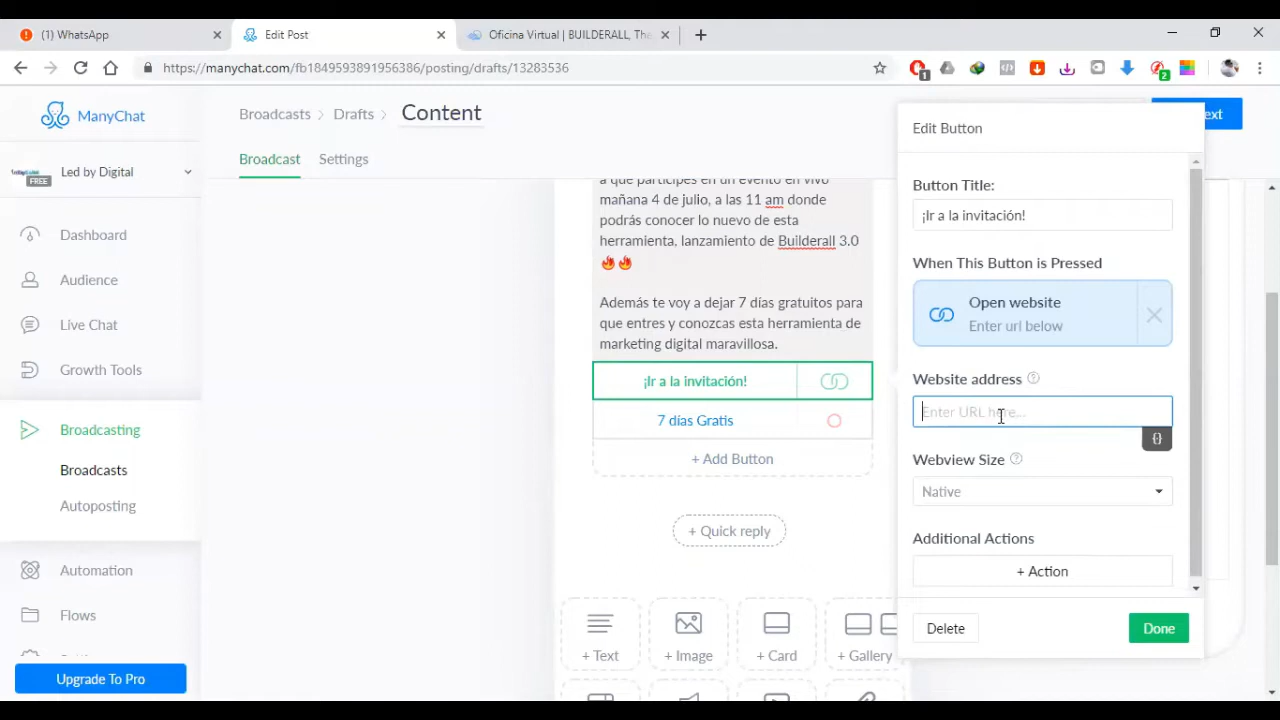 (1) WhatsApp
Edit Post
Oficina Virtual | BUILDERALL, The
https://manychat.com/fb1849593891956386/posting/drafts/13283536
1
2
ManyChat
Broadcasts
Drafts
Content
ext
Led by Digital
FREE
Broadcast
Settings
Dashboard
Audience
Live Chat
Growth Tools
Broadcasting
Broadcasts
Autoposting
Automation
Flows
Upgrade To Pro
a que participes en un evento en vivo
mañana 4 de julio, a las 11 am donde
podrás conocer lo nuevo de esta
herramienta, lanzamiento de Builderall 3.0
🔥🔥
Además te voy a dejar 7 días gratuitos para
que entres y conozcas esta herramienta de
marketing digital maravillosa.
¡Ir a la invitación!
7 días Gratis
+ Add Button
+ Quick reply
+ Text
+ Image
+ Card
+ Gallery
Edit Button
Button Title:
¡Ir a la invitación!
When This Button is Pressed
Open website
Enter url below
Website address
Enter URL here...
{}
Webview Size
Native
Additional Actions
+ Action
Delete
Done